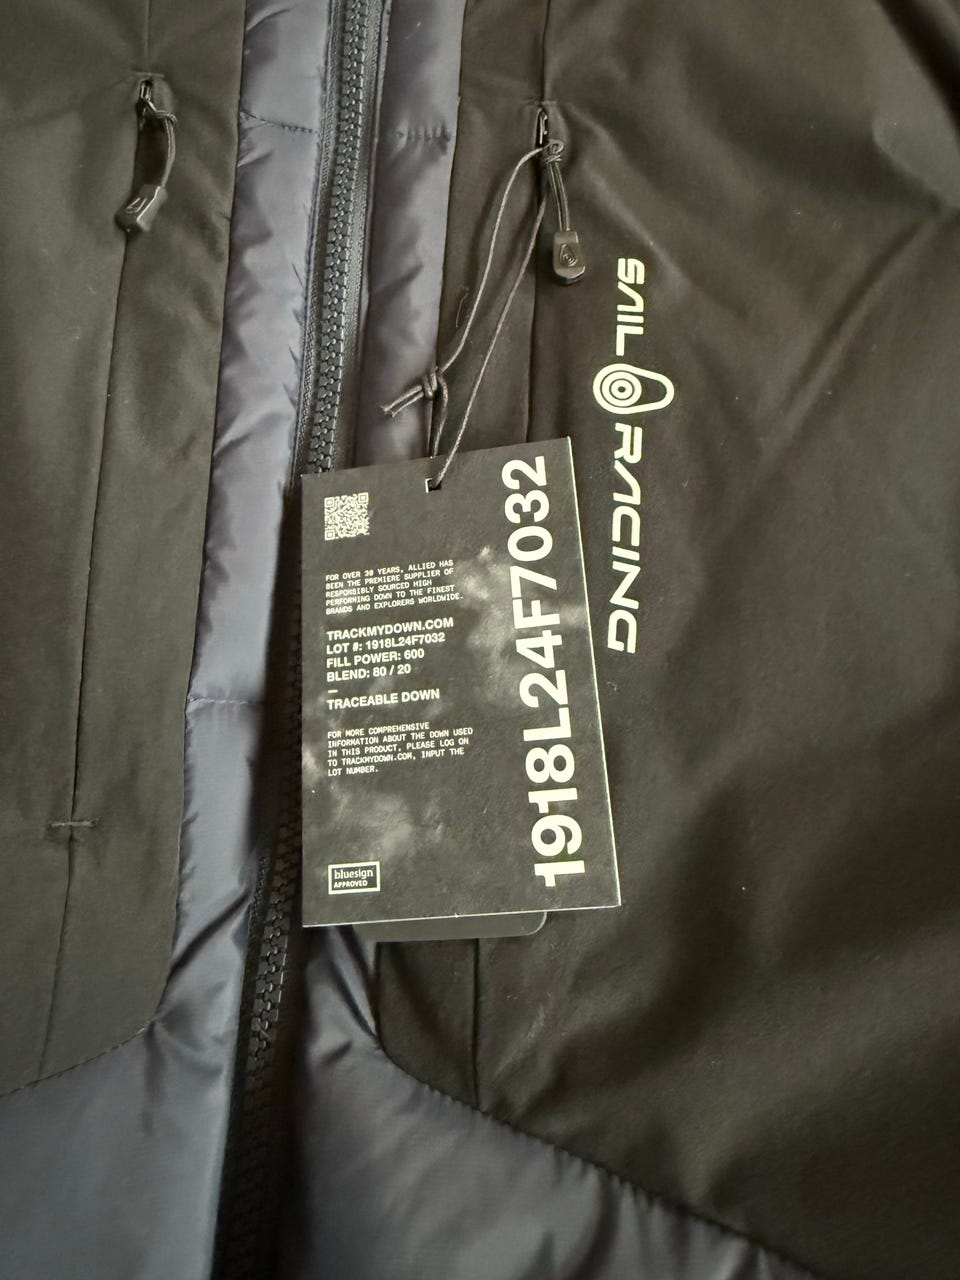 SAIL RACING
FOR OVER 30 YEARS, ALLIED HAS
BEEN THE PREMIERE SUPPLIER OF
RESPONSIBLY SOURCED HIGH
PERFORMING DOWN TO THE FINEST
BRANDS AND EXPLORERS WORLDWIDE.
TRACKMYDOWN.COM
LOT #: 1918L24F7032
FILL POWER: 600
BLEND: 80 / 20
—
TRACEABLE DOWN
FOR MORE COMPREHENSIVE
INFORMATION ABOUT THE DOWN USED
IN THIS PRODUCT, PLEASE LOG ON
TO TRACKMYDOWN.COM, INPUT THE
LOT NUMBER.
bluesign
APPROVED
1918L24F7032